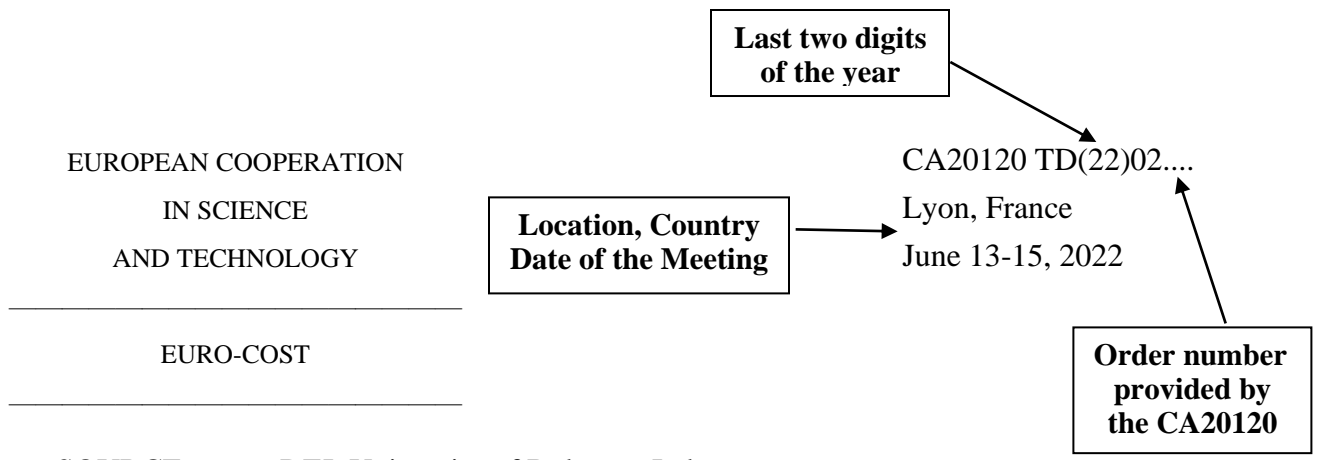 Last two digits
of the year
EUROPEAN COOPERATION
IN SCIENCE
AND TECHNOLOGY
EURO-COST
CA20120 TD(22)02....
Lyon, France
June 13-15, 2022
Location, Country
Date of the Meeting
Order number
provided by
the CA20120